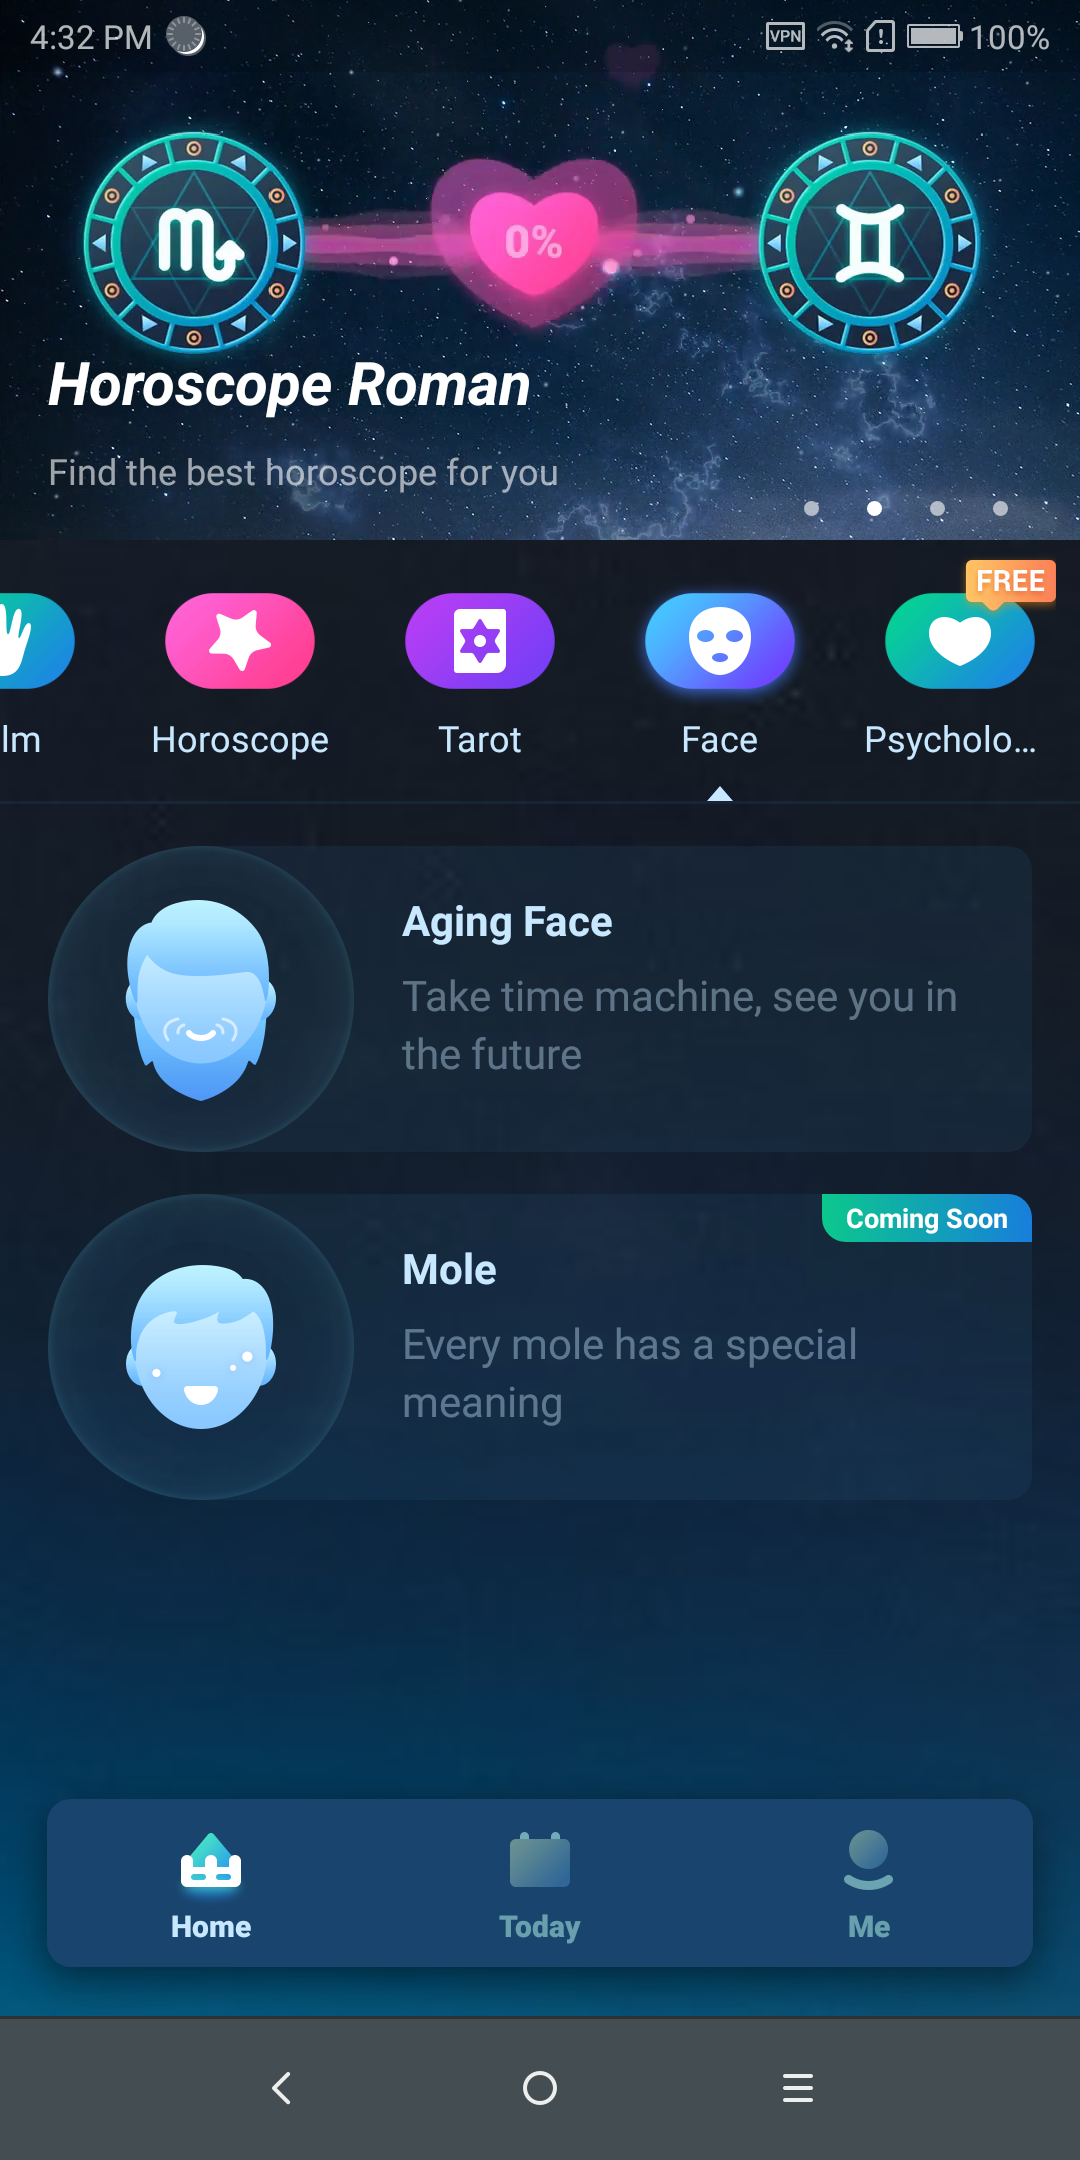 4:32 PM
VPN
100%
0%
Horoscope Roman
Find the best horoscope for you
FREE
lm
Horoscope
Tarot
Face
Psycholo...
Aging Face
Take time machine, see you in
the future
Coming Soon
Mole
Every mole has a special
meaning
Home
Today
Me